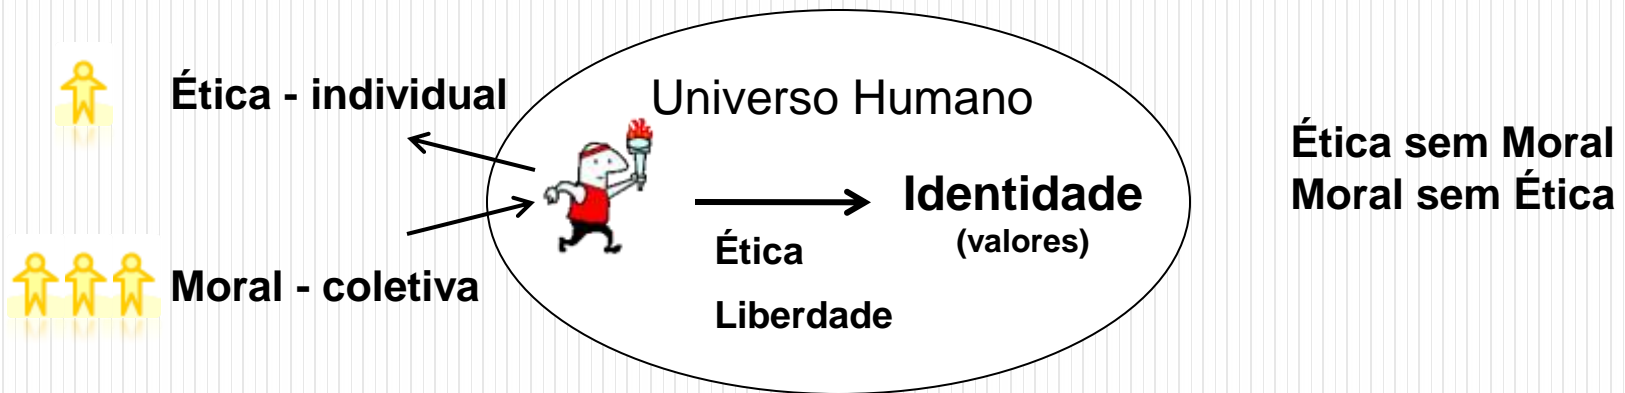 Ética - individual
Moral - coletiva
Universo Humano
Identidade
(valores)
Ética
Liberdade
Ética sem Moral
Moral sem Ética